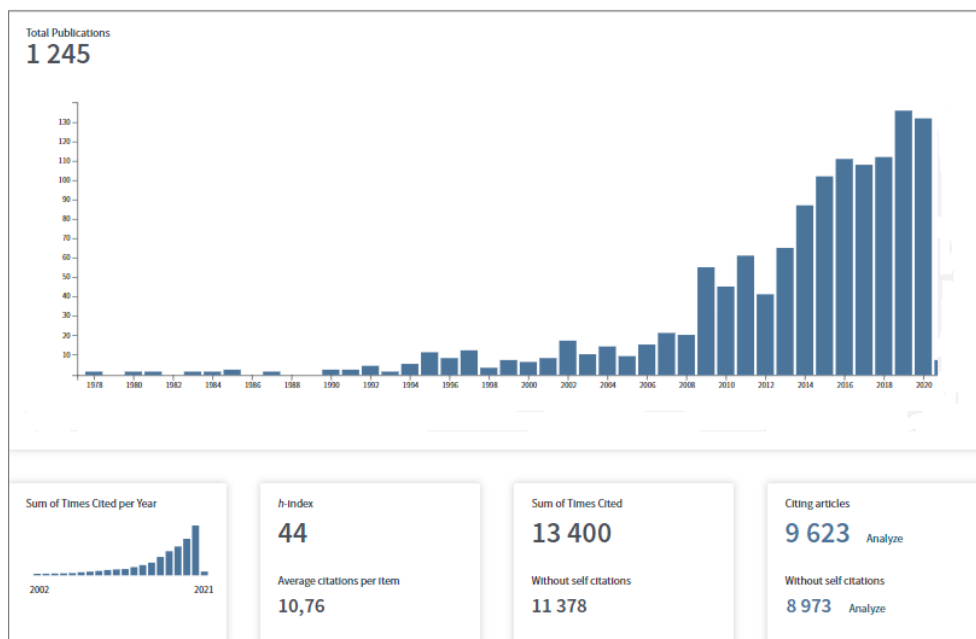 Total Publications
1 245
130
120
110
100
90
80
70
60
50
40
30
20
10
1978 1980 1982 1984 1986 1988 1990 1992 1994 1996 1998 2000 2002 2004 2006 2008 2010 2012 2014 2016 2018 2020
Sum of Times Cited per Year
2002 2021
h-index
44
Average citations per item
10,76
Sum of Times Cited
13 400
Without self citations
11 378
Citing articles
9 623 Analyze
Without self citations
8 973 Analyze